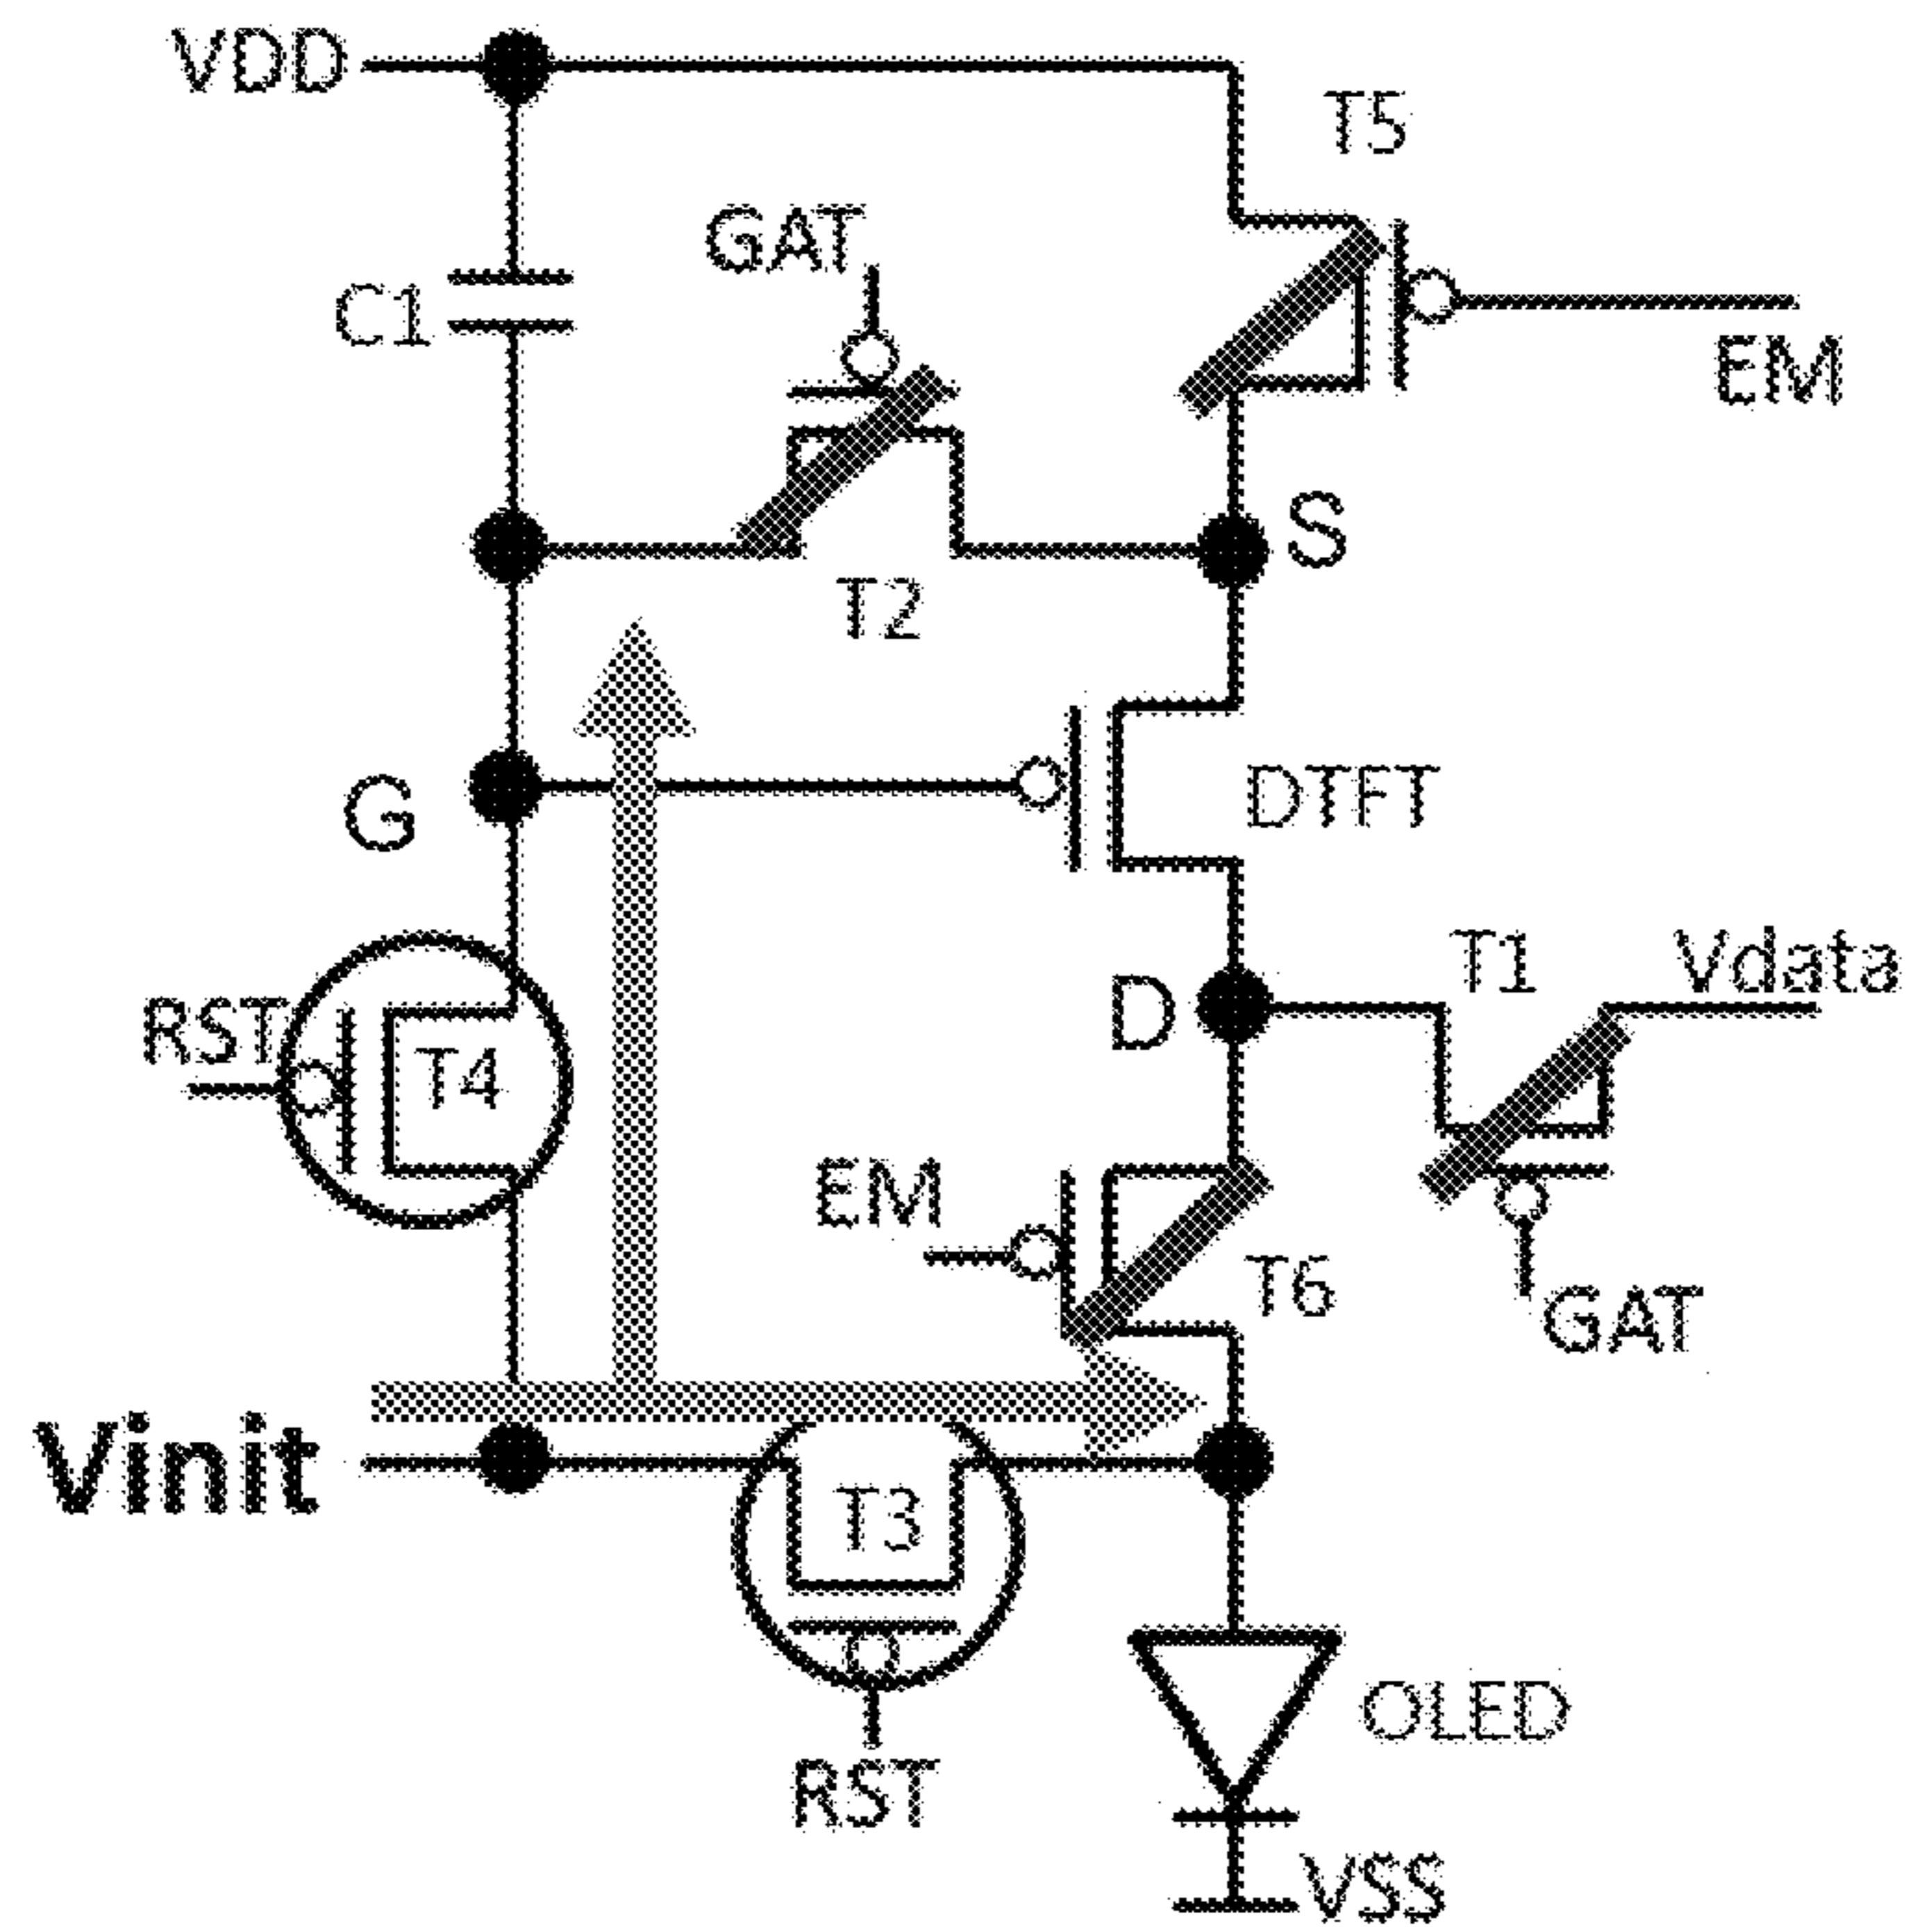 VDD
T5
GAT
C1
EM
S
T2
G
DTFT
T1
Vdata
D
RST
T4
EM
T6
GAT
Vinit
T3
OLED
RST
VSS